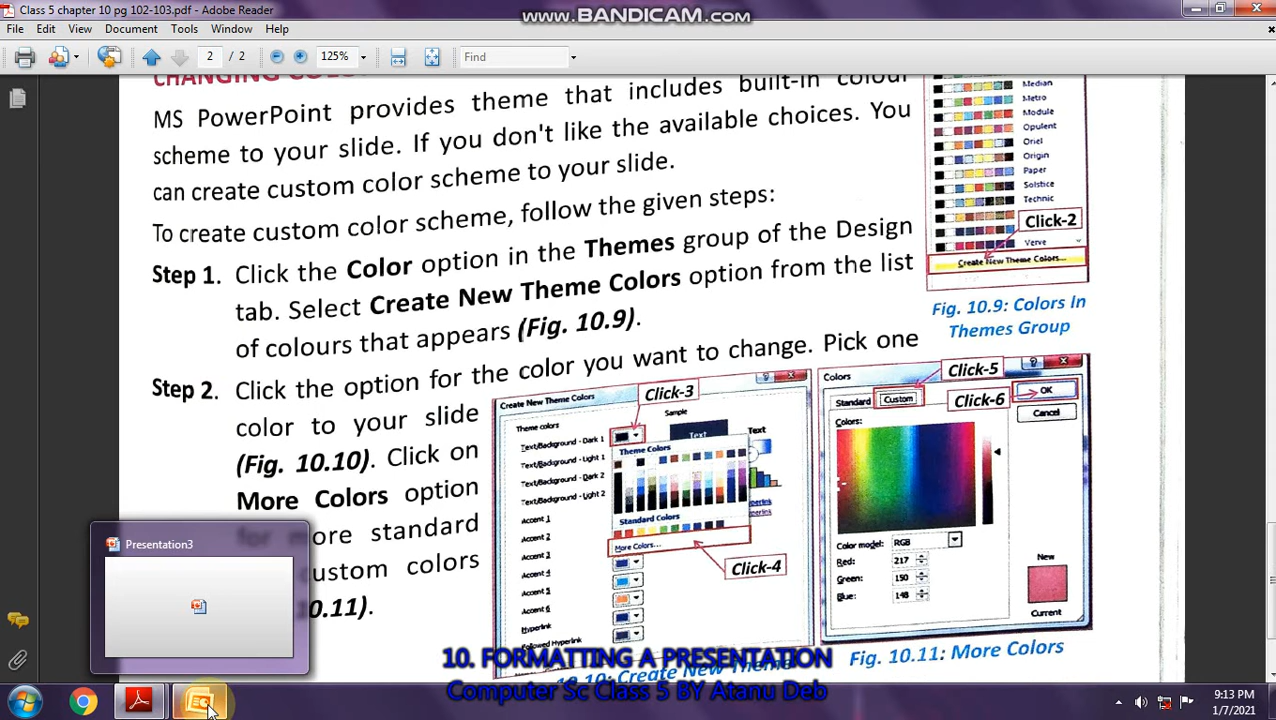 Class 5 chapter 10 pg 102-103.pdf - Adobe Reader
www.BANDICAM.com
File Edit View Document Tools Window Help
2 / 2 125% Find
MS PowerPoint provides theme that includes built-in colour
scheme to your slide. If you don't like the available choices. You
can create custom color scheme to your slide.
To create custom color scheme, follow the given steps:
Step 1. Click the Color option in the Themes group of the Design
tab. Select Create New Theme Colors option from the list
of colours that appears (Fig. 10.9).
Step 2. Click the option for the color you want to change. Pick one
color to your slide
(Fig. 10.10). Click on
More Colors option
more standard
custom colors
10.11).
Median
Metro
Module
Opulent
Oriel
Origin
Paper
Solstice
Technic
Click-2
Verve
Create New Theme Colors...
Fig. 10.9: Colors In
Themes Group
Create New Theme Colors
Click-3
Theme colors
Sample
Text/Background - Dark 1
Text
Text
Text/Background - Light 1
Theme Colors
Text/Background - Dark 2
Text/Background - Light 2
Accent 1
Standard Colors
Accent 2
Accent 3
More Colors...
Accent 4
Click-4
Accent 5
Accent 6
Hyperlink
Followed Hyperlink
Colors
Click-5
Standard Custom
Click-6
OK
Cancel
Colors:
Color model: RGB
Red: 217
Green: 150
Blue: 148
New
Current
Fig. 10.11: More Colors
Presentation3
10. FORMATTING A PRESENTATION
Computer Sc Class 5 BY Atanu Deb
9:13 PM
1/7/2021